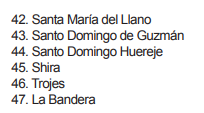 42. Santa María del Llano
43. Santo Domingo de Guzmán
44. Santo Domingo Huereje
45. Shira
46. Trojes
47. La Bandera